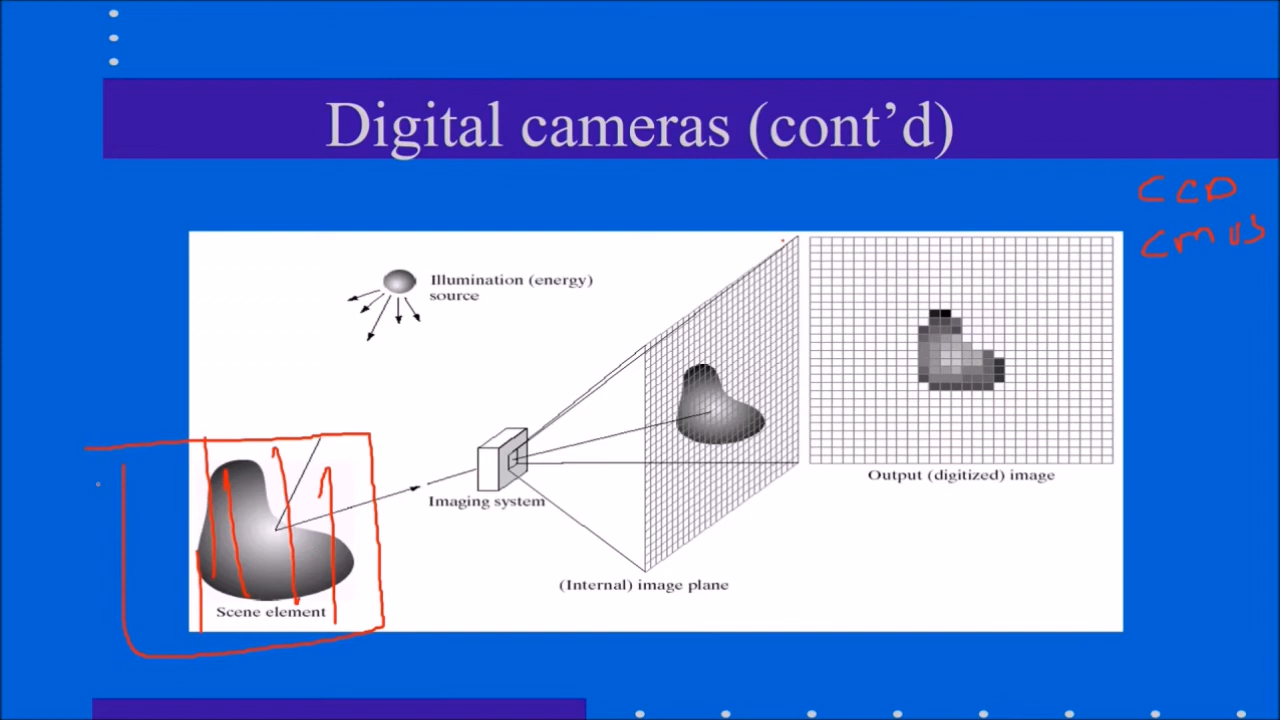 Digital cameras (cont’d)
CCD
CMOS
Illumination (energy)
source
Imaging system
Output (digitized) image
(Internal) image plane
Scene element